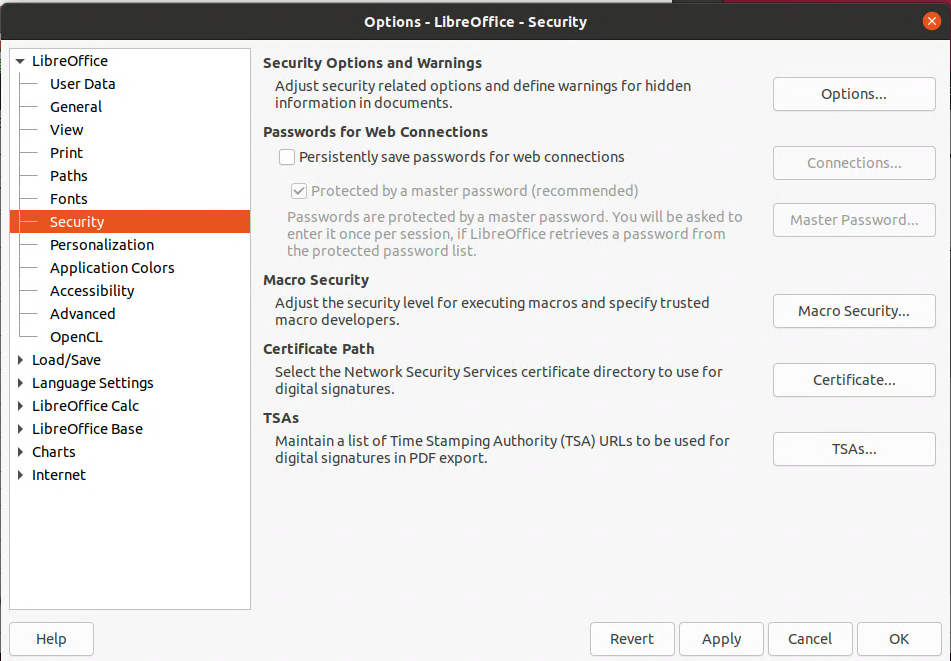 Options - LibreOffice - Security
LibreOffice
User Data
General
View
Print
Paths
Fonts
Security
Personalization
Application Colors
Accessibility
Advanced
OpenCL
Load/Save
Language Settings
LibreOffice Calc
LibreOffice Base
Charts
Internet
Security Options and Warnings
Adjust security related options and define warnings for hidden
information in documents.
Options...
Passwords for Web Connections
Persistently save passwords for web connections
Connections...
Protected by a master password (recommended)
Passwords are protected by a master password. You will be asked to
enter it once per session, if LibreOffice retrieves a password from
the protected password list.
Master Password...
Macro Security
Adjust the security level for executing macros and specify trusted
macro developers.
Macro Security...
Certificate Path
Select the Network Security Services certificate directory to use for
digital signatures.
Certificate...
TSAs
Maintain a list of Time Stamping Authority (TSA) URLs to be used for
digital signatures in PDF export.
TSAs...
Help
Revert
Apply
Cancel
OK